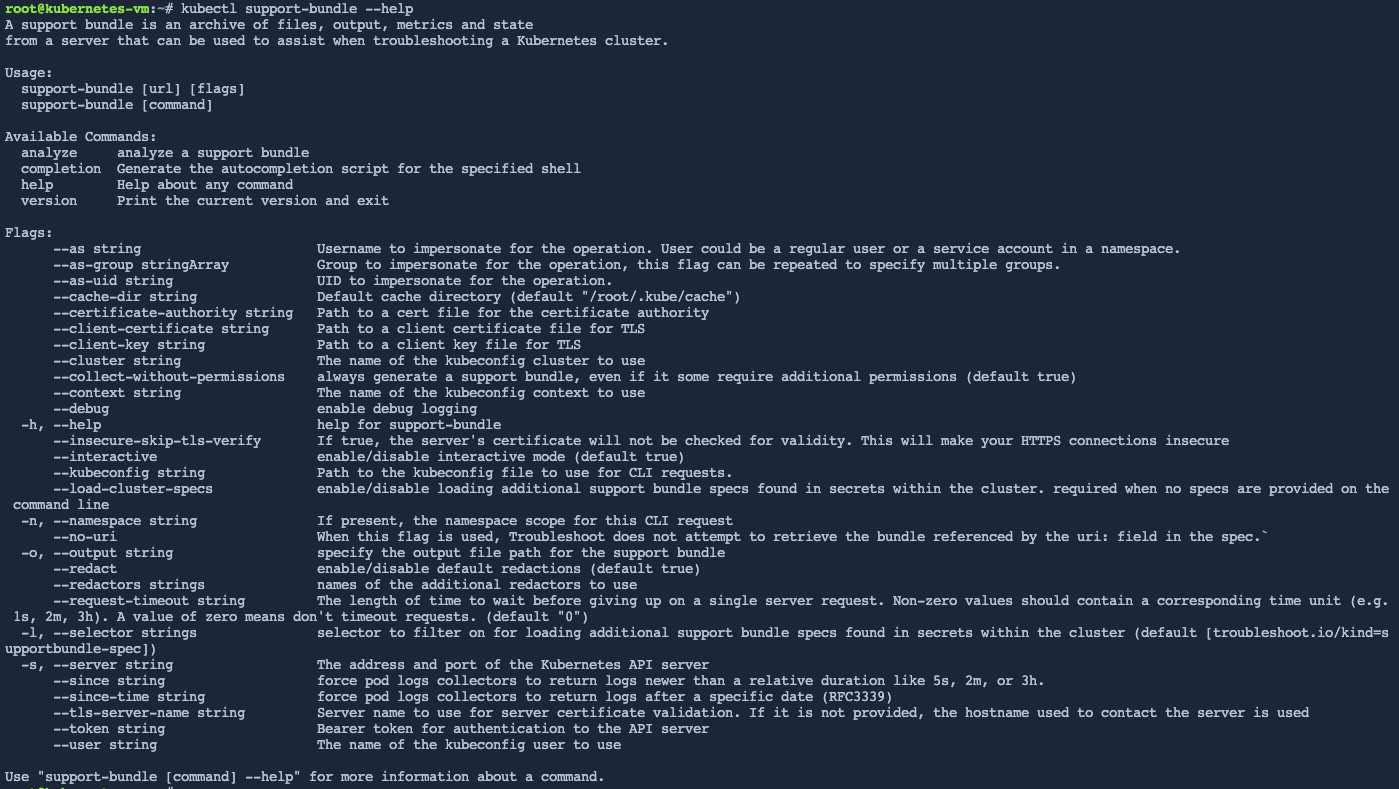 root@kubernetes-vm:~# kubectl support-bundle --help
A support bundle is an archive of files, output, metrics and state
from a server that can be used to assist when troubleshooting a Kubernetes cluster.

Usage:
  support-bundle [url] [flags]
  support-bundle [command]

Available Commands:
  analyze     analyze a support bundle
  completion  Generate the autocompletion script for the specified shell
  help        Help about any command
  version     Print the current version and exit

Flags:
      --as string                      Username to impersonate for the operation. User could be a regular user or a service account in a namespace.
      --as-group stringArray           Group to impersonate for the operation, this flag can be repeated to specify multiple groups.
      --as-uid string                  UID to impersonate for the operation.
      --cache-dir string               Default cache directory (default "/root/.kube/cache")
      --certificate-authority string   Path to a cert file for the certificate authority
      --client-certificate string      Path to a client certificate file for TLS
      --client-key string              Path to a client key file for TLS
      --cluster string                 The name of the kubeconfig cluster to use
      --collect-without-permissions    always generate a support bundle, even if it some require additional permissions (default true)
      --context string                 The name of the kubeconfig context to use
      --debug                          enable debug logging
  -h, --help                           help for support-bundle
      --insecure-skip-tls-verify       If true, the server's certificate will not be checked for validity. This will make your HTTPS connections insecure
      --interactive                    enable/disable interactive mode (default true)
      --kubeconfig string              Path to the kubeconfig file to use for CLI requests.
      --load-cluster-specs             enable/disable loading additional support bundle specs found in secrets within the cluster. required when no specs are provided on the
 command line
  -n, --namespace string               If present, the namespace scope for this CLI request
      --no-uri                         When this flag is used, Troubleshoot does not attempt to retrieve the bundle referenced by the uri: field in the spec.`
  -o, --output string                  specify the output file path for the support bundle
      --redact                         enable/disable default redactions (default true)
      --redactors strings              names of the additional redactors to use
      --request-timeout string         The length of time to wait before giving up on a single server request. Non-zero values should contain a corresponding time unit (e.g.
 1s, 2m, 3h). A value of zero means don't timeout requests. (default "0")
  -l, --selector strings               selector to filter on for loading additional support bundle specs found in secrets within the cluster (default [troubleshoot.io/kind=s
upportbundle-spec])
  -s, --server string                  The address and port of the Kubernetes API server
      --since string                   force pod logs collectors to return logs newer than a relative duration like 5s, 2m, or 3h.
      --since-time string              force pod logs collectors to return logs after a specific date (RFC3339)
      --tls-server-name string         Server name to use for server certificate validation. If it is not provided, the hostname used to contact the server is used
      --token string                   Bearer token for authentication to the API server
      --user string                    The name of the kubeconfig user to use

Use "support-bundle [command] --help" for more information about a command.